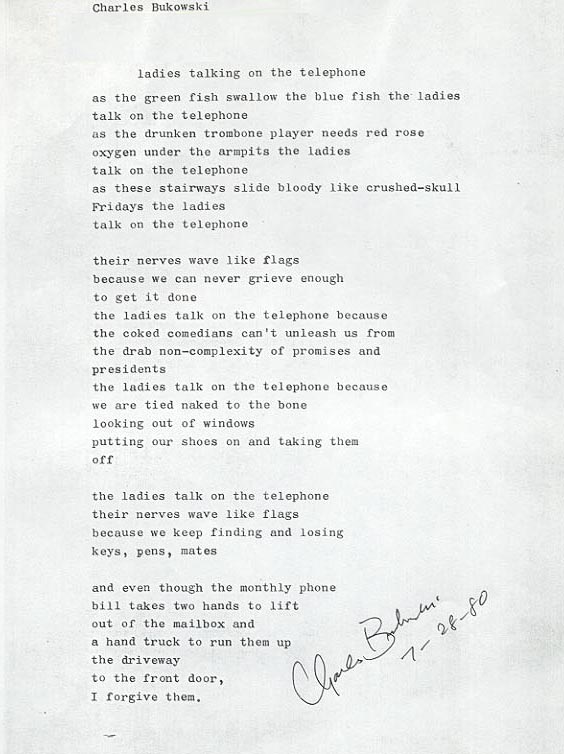 Charles Bukowski
ladies talking on the telephone
as the green fish swallow the blue fish the ladies
talk on the telephone
as the drunken trombone player needs red rose
oxygen under the armpits the ladies
talk on the telephone
as these stairways slide bloody like crushed-skull
Fridays the ladies
talk on the telephone
their nerves wave like flags
because we can never grieve enough
to get it done
the ladies talk on the telephone because
the coked comedians can't unleash us from
the drab non-complexity of promises and
presidents
the ladies talk on the telephone because
we are tied naked to the bone
looking out of windows
putting our shoes on and taking them
off
the ladies talk on the telephone
their nerves wave like flags
because we keep finding and losing
keys, pens, mates
and even though the monthly phone
bill takes two hands to lift
out of the mailbox and
a hand truck to run them up
the driveway
to the front door,
I forgive them.
Charles Bukowski
7-28-80